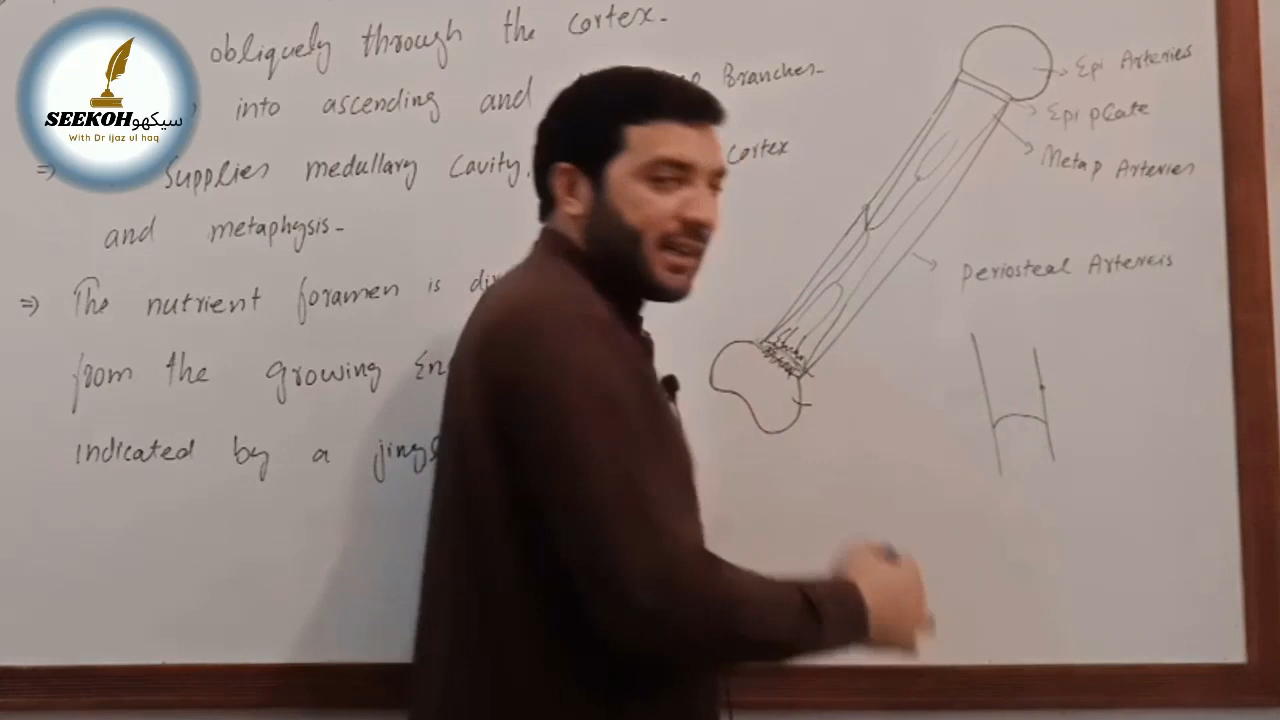 SEEKOH سیکھو
With Dr ijaz ul haq
obliquely through the cortex.
into ascending and Branches.
⇒ Supplies medullary cavity, Cortex
and metaphysis.
⇒ The nutrient foramen is
from the growing
indicated by a
Epi Arteries
Epi plate
Metap Arteries
Periosteal Artereis